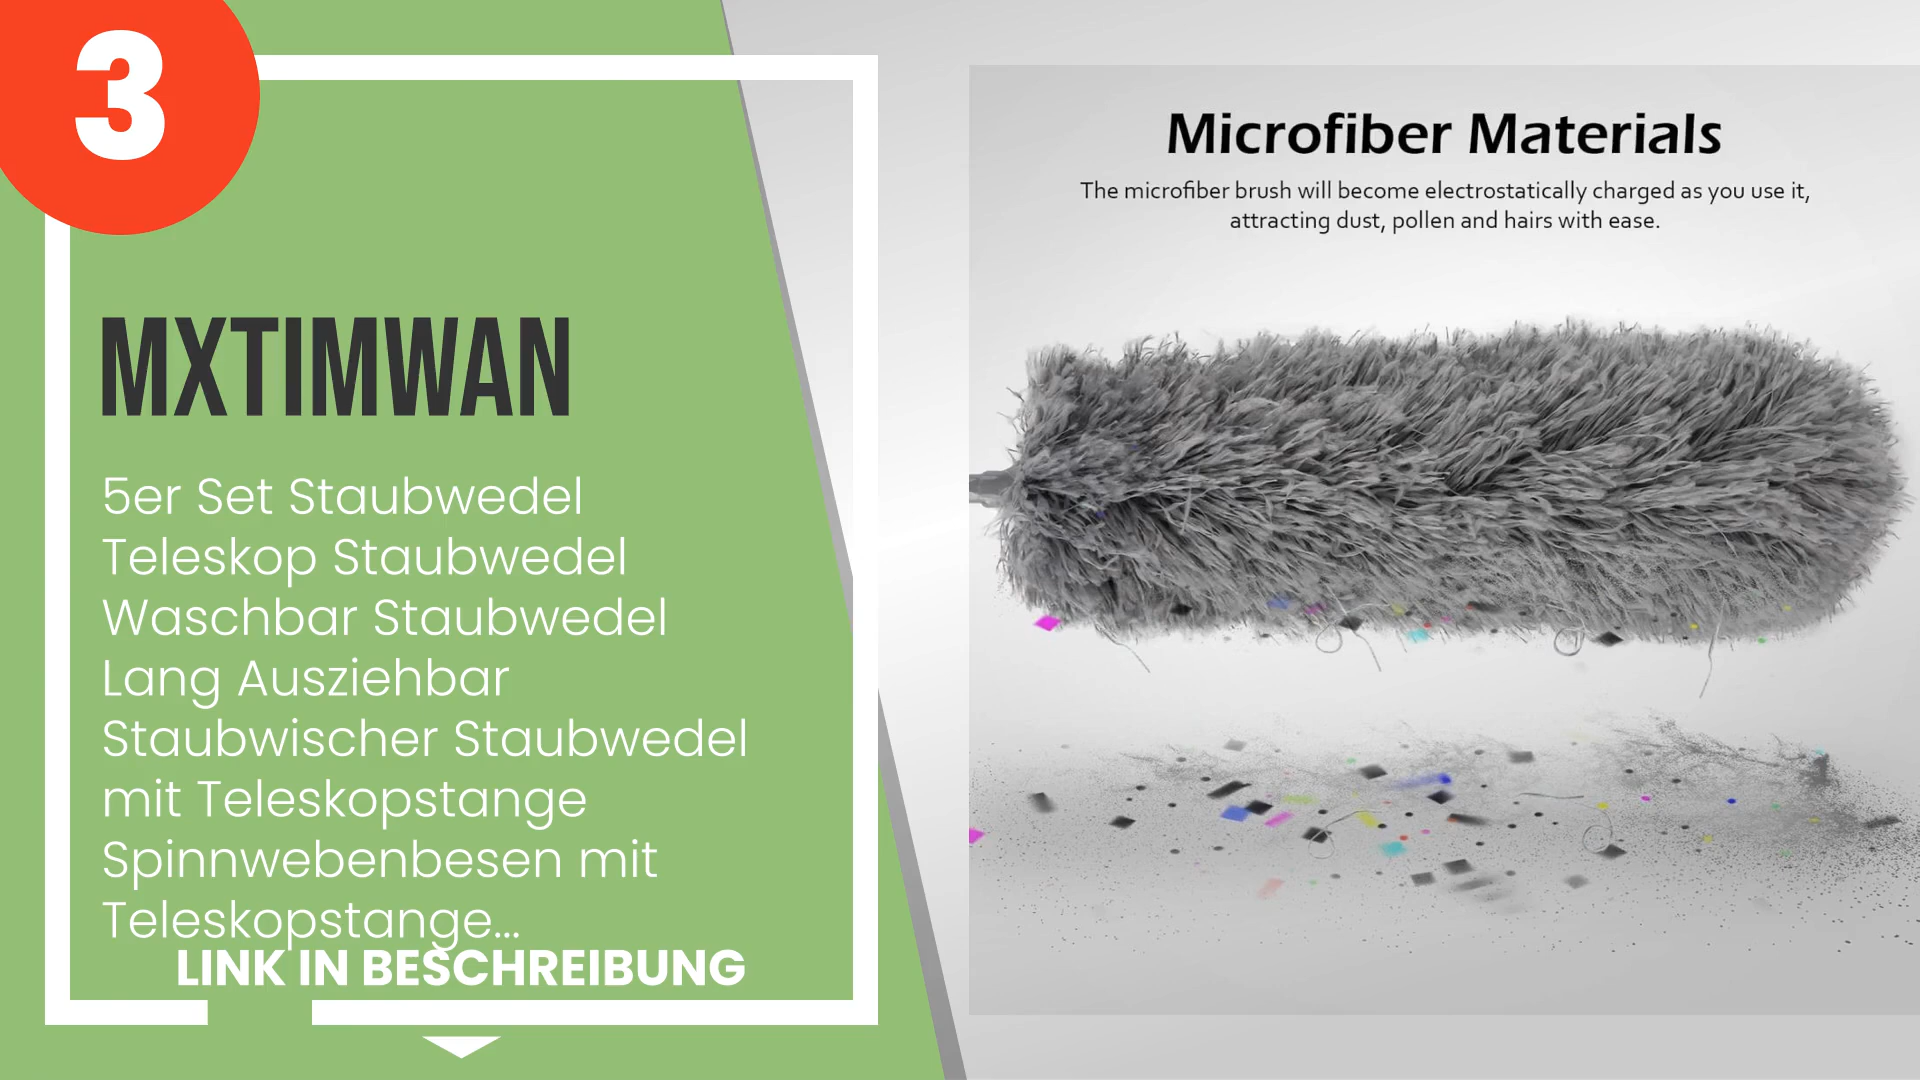 3
MXTIMWAN
5er Set Staubwedel
Teleskop Staubwedel
Waschbar Staubwedel
Lang Ausziehbar
Staubwischer Staubwedel
mit Teleskopstange
Spinnwebenbesen mit
Teleskopstange...
LINK IN BESCHREIBUNG
Microfiber Materials
The microfiber brush will become electrostatically charged as you use it,
attracting dust, pollen and hairs with ease.